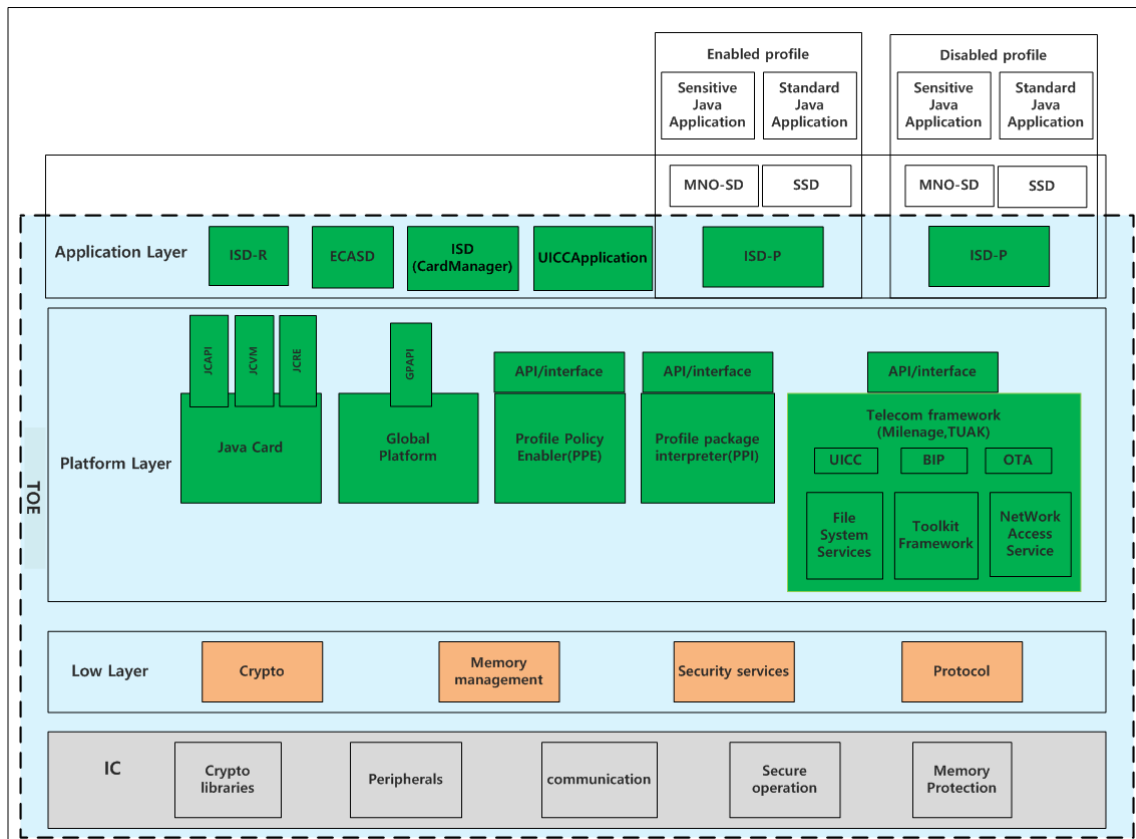 Enabled profile
Disabled profile
Sensitive
Java
Application
Standard
Java
Application
Sensitive
Java
Application
Standard
Java
Application
MNO-SD
SSD
MNO-SD
SSD
Application Layer
ISD-R
ECASD
ISD
(CardManager)
UICCApplication
ISD-P
ISD-P
JCAPI
JCVM
JCRE
GPAPI
API/interface
API/interface
API/interface
Platform Layer
Java Card
Global
Platform
Profile Policy
Enabler(PPE)
Profile package
interpreter(PPI)
Telecom framework
(Milenage,TUAK)
UICC
BIP
OTA
File
System
Services
Toolkit
Framework
NetWork
Access
Service
TOE
Low Layer
Crypto
Memory
management
Security services
Protocol
IC
Crypto
libraries
Peripherals
communication
Secure
operation
Memory
Protection